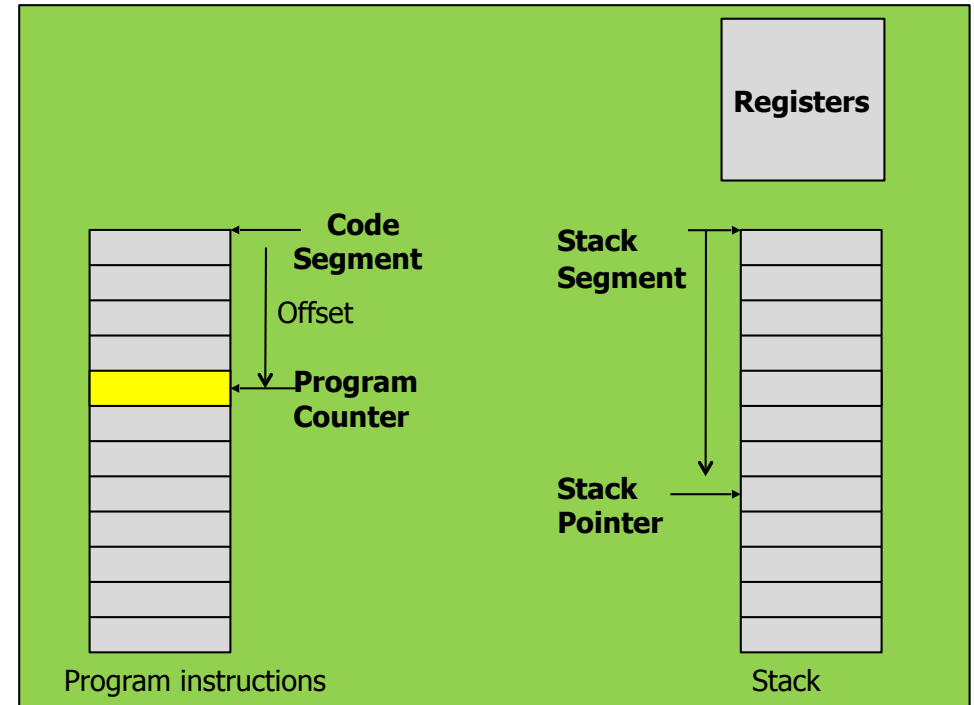 Registers
Code
Segment
Offset
Program
Counter
Program instructions
Stack
Segment
Stack
Pointer
Stack